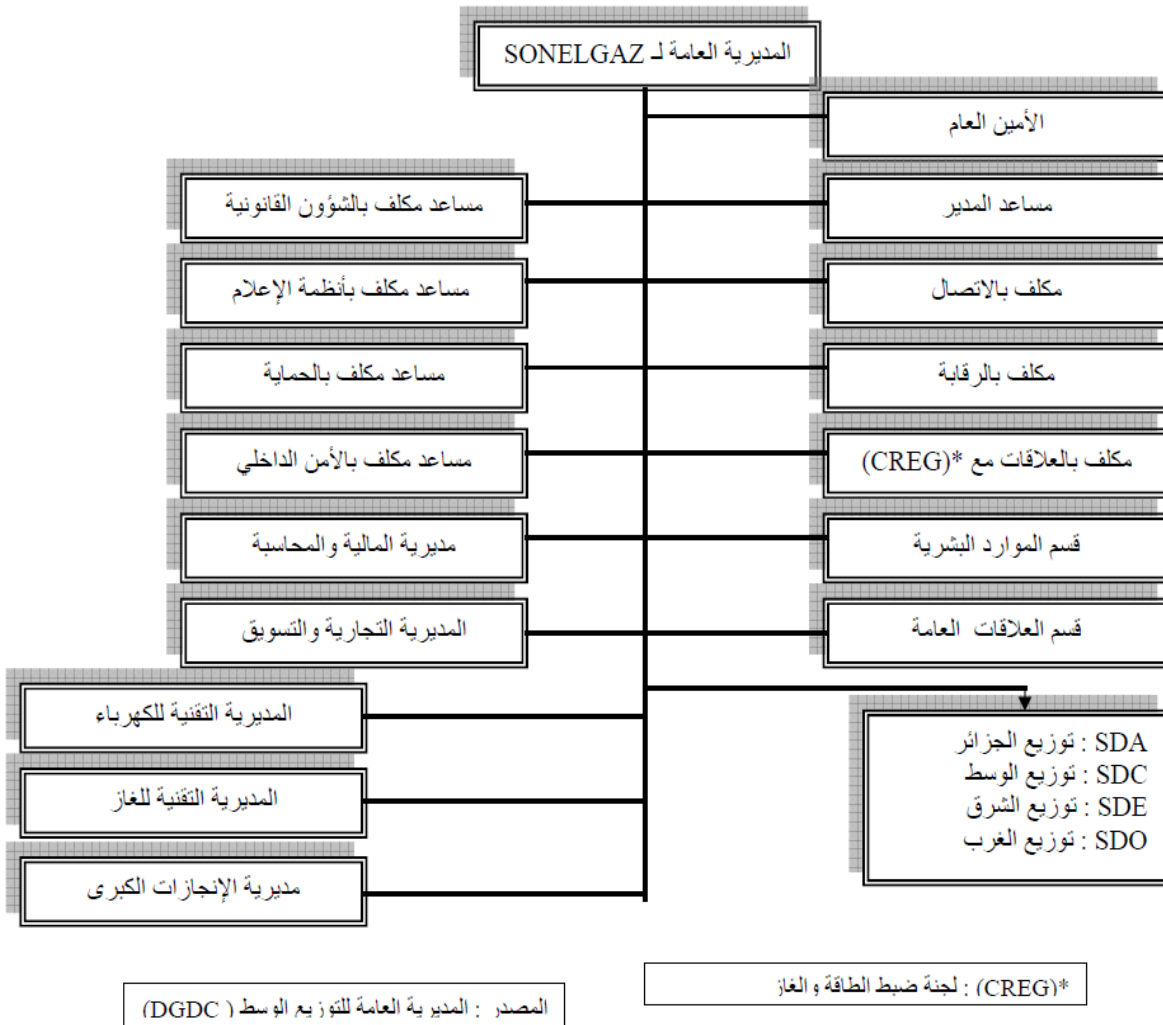 المديرية العامة لـ SONELGAZ
الأمين العام
مساعد المدير
مساعد مكلف بالشؤون القانونية
مكلف بالاتصال
مساعد مكلف بأنظمة الإعلام
مكلف بالرقابة
مساعد مكلف بالحماية
مكلف بالعلاقات مع *(CREG)
مساعد مكلف بالأمن الداخلي
قسم الموارد البشرية
مديرية المالية والمحاسبة
قسم العلاقات العامة
المديرية التجارية والتسويق
المديرية التقنية للكهرباء
SDA : توزيع الجزائر
SDC : توزيع الوسط
SDE : توزيع الشرق
SDO : توزيع الغرب
المديرية التقنية للغاز
مديرية الإنجازات الكبرى
*(CREG) : لجنة ضبط الطاقة و الغاز
المصدر : المديرية العامة للتوزيع الوسط ( DGDC)